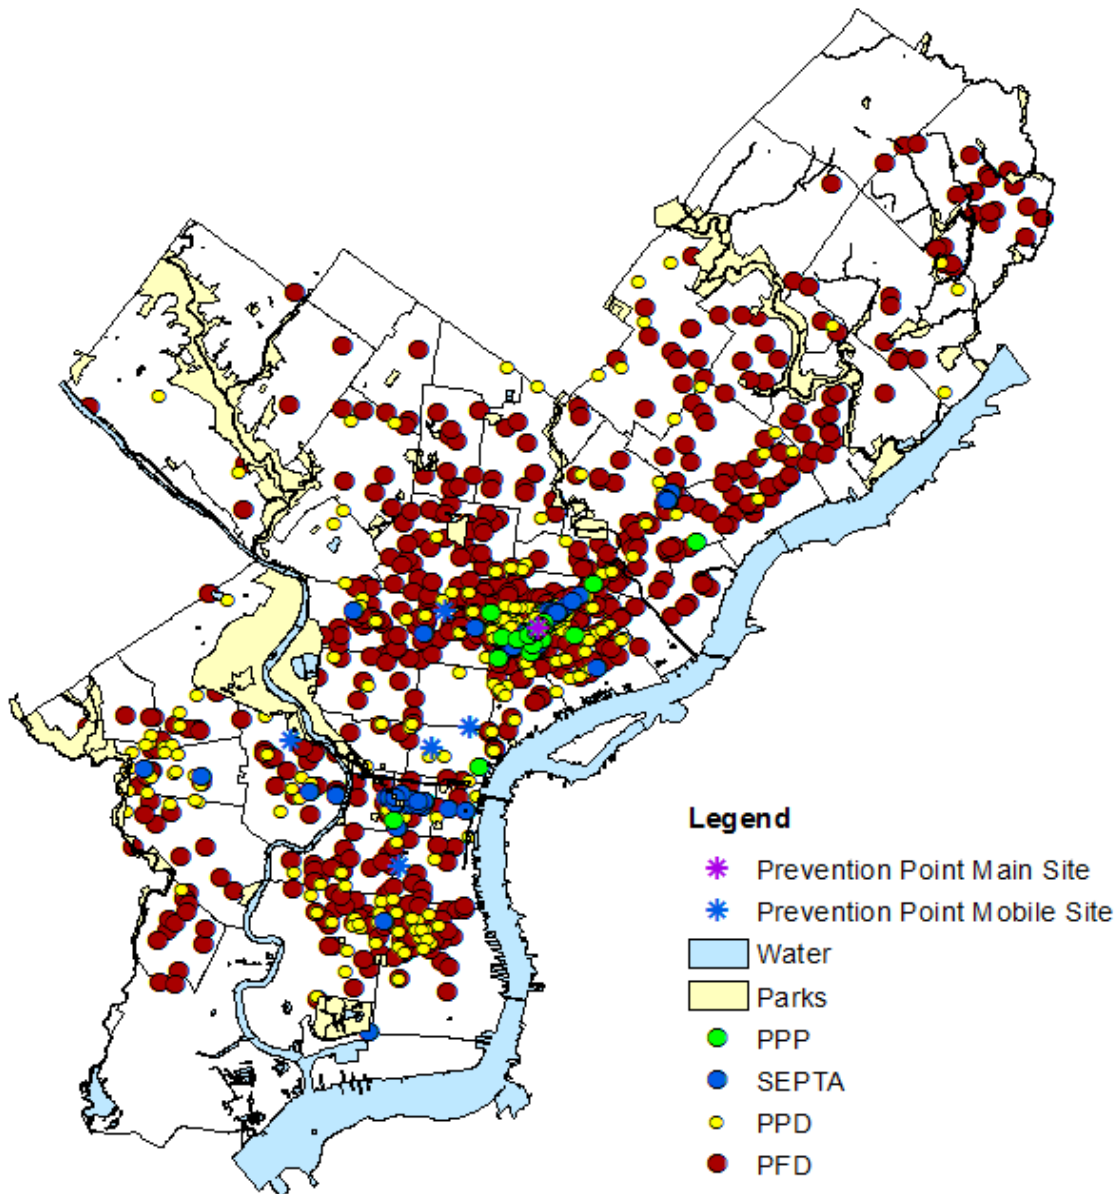 Legend
Prevention Point Main Site
Prevention Point Mobile Site
Water
Parks
PPP
SEPTA
PPD
PFD